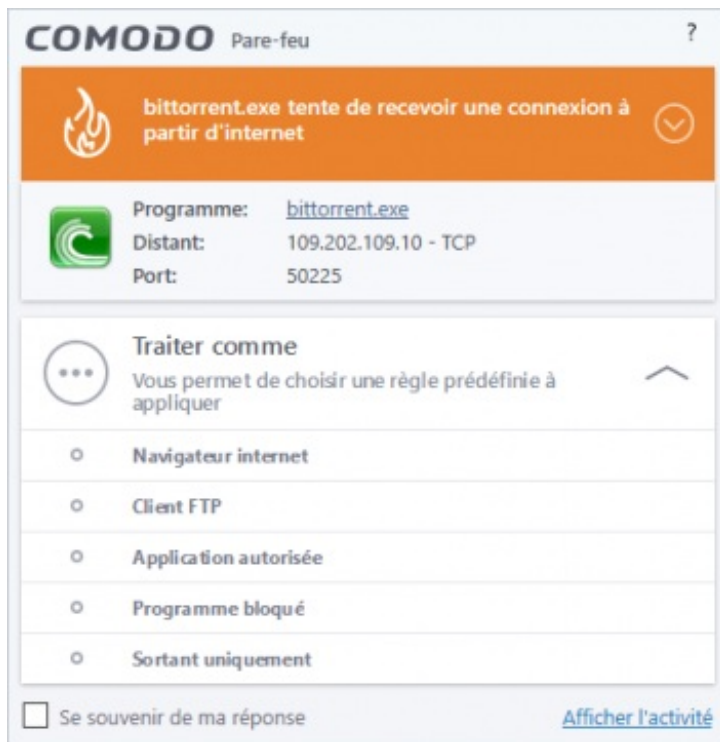 COMODO Pare-feu ?
bittorrent.exe tente de recevoir une connexion à
partir d'internet
Programme: bittorrent.exe
Distant: 109.202.109.10 - TCP
Port: 50225
Traiter comme
Vous permet de choisir une règle prédéfinie à
appliquer
Navigateur internet
Client FTP
Application autorisée
Programme bloqué
Sortant uniquement
Se souvenir de ma réponse Afficher l'activité